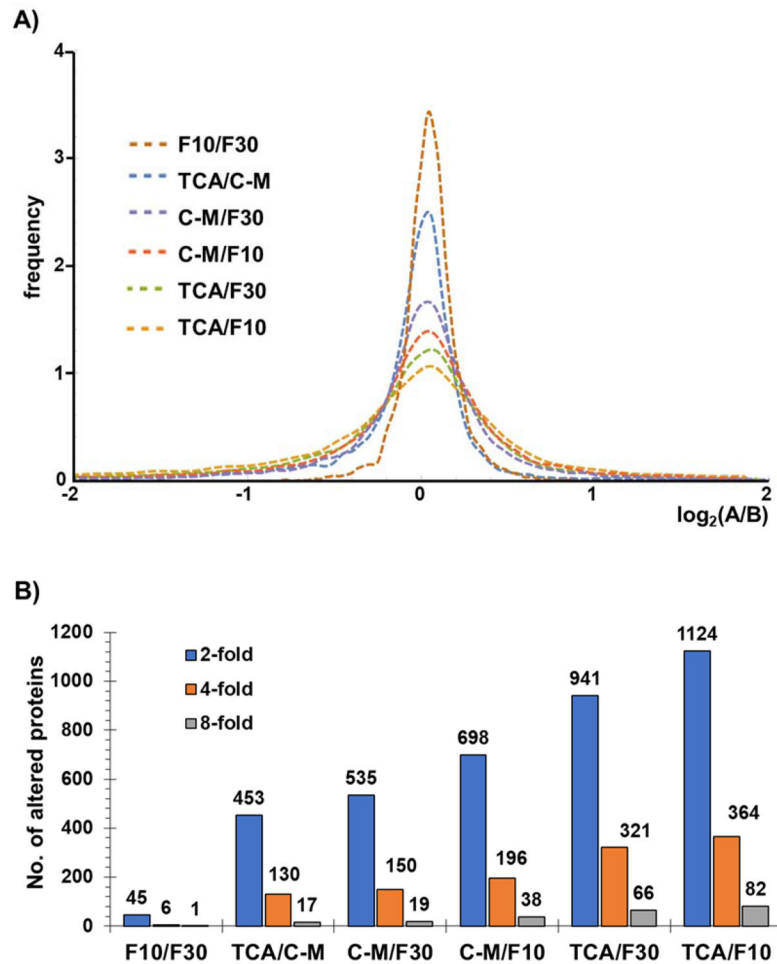 A)
4
3
2
1
0
frequency
F10/F30
TCA/C-M
C-M/F30
C-M/F10
TCA/F30
TCA/F10
-2
-1
0
1
2
log₂(A/B)
B)
No. of altered proteins
1200
1000
800
600
400
200
0
2-fold
4-fold
8-fold
45
6
1
453
130
17
535
150
19
698
196
38
941
321
66
1124
364
82
F10/F30
TCA/C-M
C-M/F30
C-M/F10
TCA/F30
TCA/F10